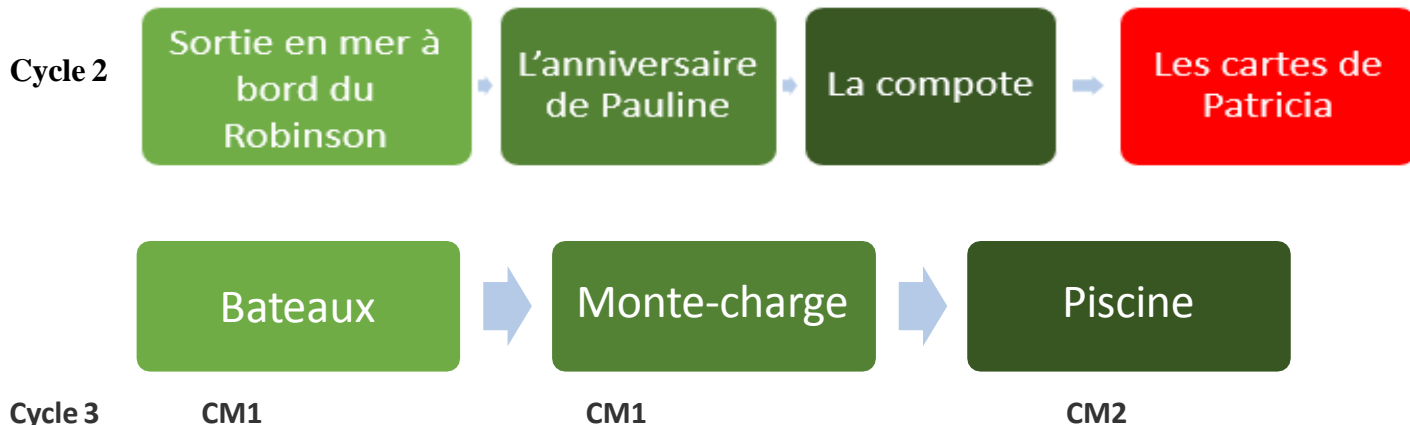 Cycle 2
Sortie en mer à
bord du
Robinson
L'anniversaire
de Pauline
La compote
Les cartes de
Patricia
Bateaux
Monte-charge
Piscine
Cycle 3
CM1
CM1
CM2